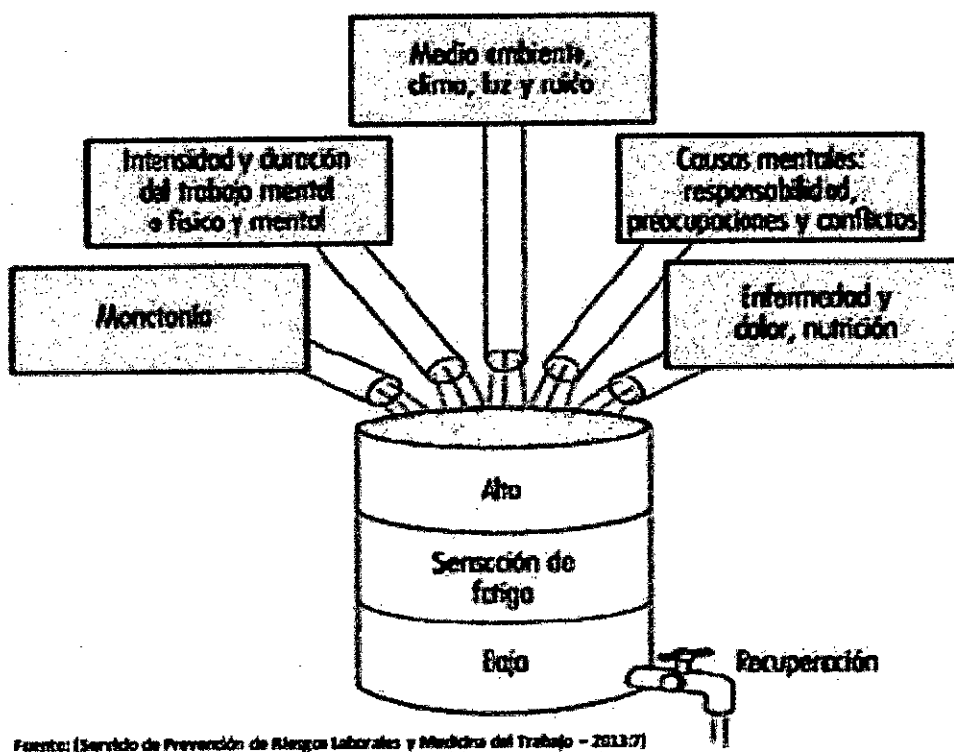 Medio ambiente,
clima, luz y ruido
Intensidad y duración
del trabajo mental
o físico y mental
Causas mentales:
responsabilidad,
preocupaciones y conflictos
Monotonía
Enfermedad y
dolor, nutrición
Alto
Sensación de
fatiga
Bajo
Recuperación
Fuente: (Servicio de Prevención de Riesgos Laborales y Medicina del Trabajo – 2013:7)